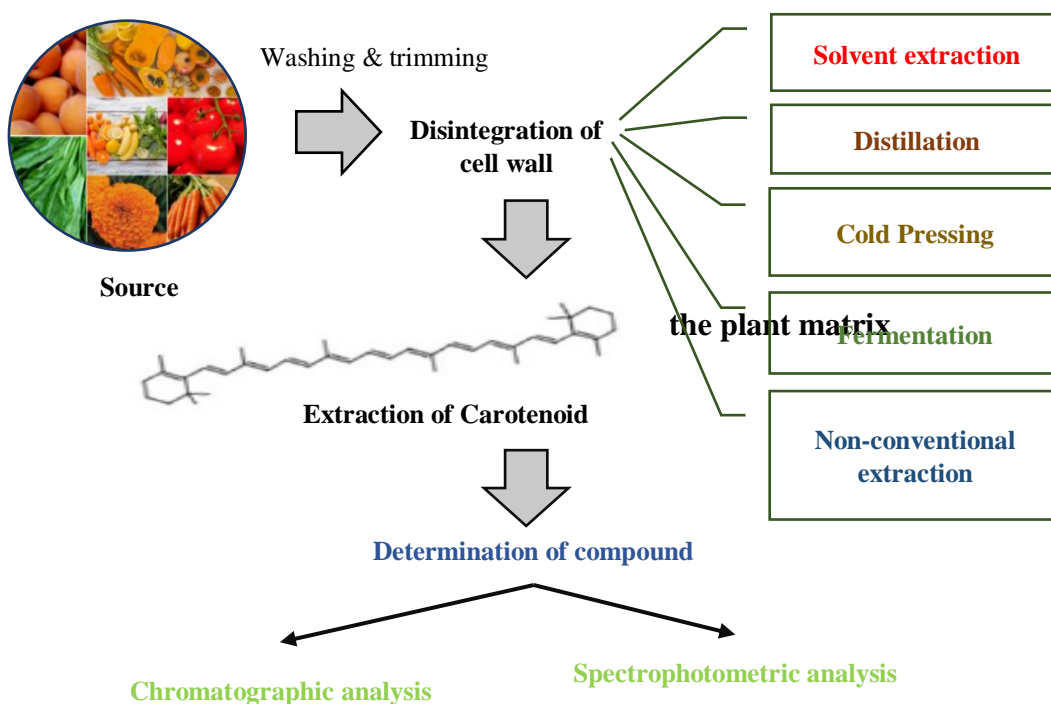 Washing & trimming
Source
Disintegration of
cell wall
Solvent extraction
Distillation
Cold Pressing
the plant matrix
Fermentation
Non-conventional
extraction
Extraction of Carotenoid
Determination of compound
Chromatographic analysis
Spectrophotometric analysis